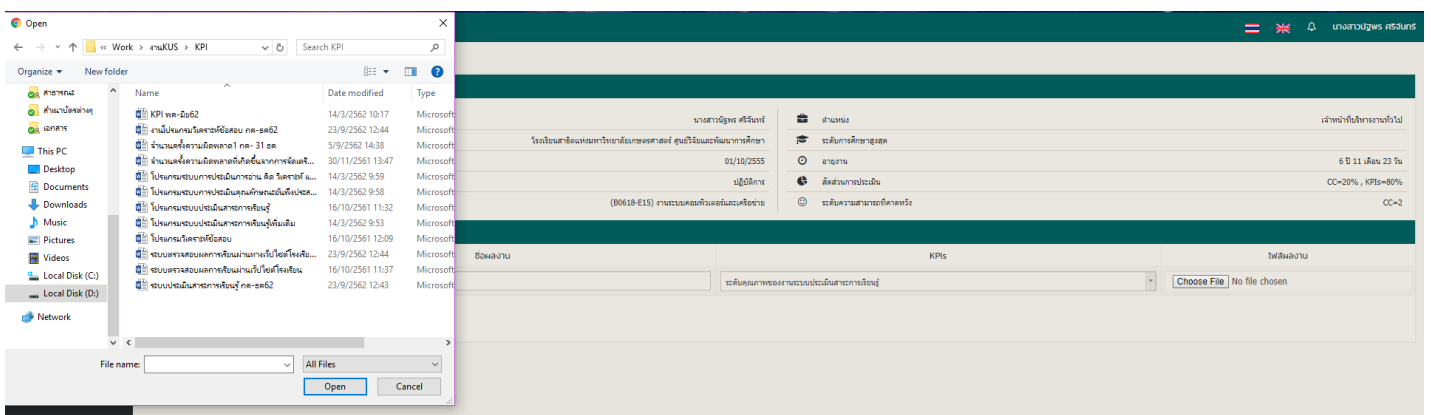 Open
นางสาวณัฐพร ศรีจันทร์
« Work › งานKUS › KPI
Search KPI
Organize
New folder
สาธารณะ
สำเนาบัตรต่างๆ
เอกสาร
This PC
Desktop
Documents
Downloads
Music
Pictures
Videos
Local Disk (C:)
Local Disk (D:)
Network
Name Date modified Type
KPI พค-มิย62 14/3/2562 10:17 Microsoft
งานโปรแกรมวิเคราะห์ข้อสอบ กค-ธค62 23/9/2562 12:44 Microsoft
จำนวนครั้งความผิดพลาด1 กค- 31 ธค 5/9/2562 14:38 Microsoft
จำนวนครั้งความผิดพลาดที่เกิดขึ้นจากการจัดเตรี... 30/11/2561 13:47 Microsoft
โปรแกรมระบบการประเมินการอ่าน คิด วิเคราะห์ แ... 14/3/2562 9:59 Microsoft
โปรแกรมระบบประเมินคุณลักษณะอันพึงประส... 14/3/2562 9:58 Microsoft
โปรแกรมระบบประเมินสาระการเรียนรู้ 16/10/2561 11:32 Microsoft
โปรแกรมระบบประเมินสาระการเรียนรู้เพิ่มเติม 14/3/2562 9:53 Microsoft
โปรแกรมวิเคราะห์ข้อสอบ 16/10/2561 12:09 Microsoft
ระบบตรวจสอบผลการเรียนผ่านทางเว็ปไซต์โรงเรีย... 23/9/2562 12:44 Microsoft
ระบบตรวจสอบผลการเรียนผ่านเว็ปไซต์โรงเรียน 16/10/2561 11:37 Microsoft
ระบบประเมินสาระการเรียนรู้ กค-ธค62 23/9/2562 12:43 Microsoft
File name:
All Files
Open Cancel
นางสาวณัฐพร ศรีจันทร์ ตำแหน่ง เจ้าหน้าที่บริหารงานทั่วไป
โรงเรียนสาธิตแห่งมหาวิทยาลัยเกษตรศาสตร์ ศูนย์วิจัยและพัฒนาการศึกษา ระดับการศึกษาสูงสุด
01/10/2555 อายุงาน 6 ปี 11 เดือน 23 วัน
ปฏิบัติการ สัดส่วนการประเมิน CC=20% , KPIs=80%
(B0618-E15) งานระบบคอมพิวเตอร์และเครือข่าย ระดับความสามารถที่คาดหวัง CC=2
ชื่อผลงาน KPIs ไฟล์ผลงาน
ระดับคุณภาพของงานระบบประเมินสาระการเรียนรู้ Choose File No file chosen